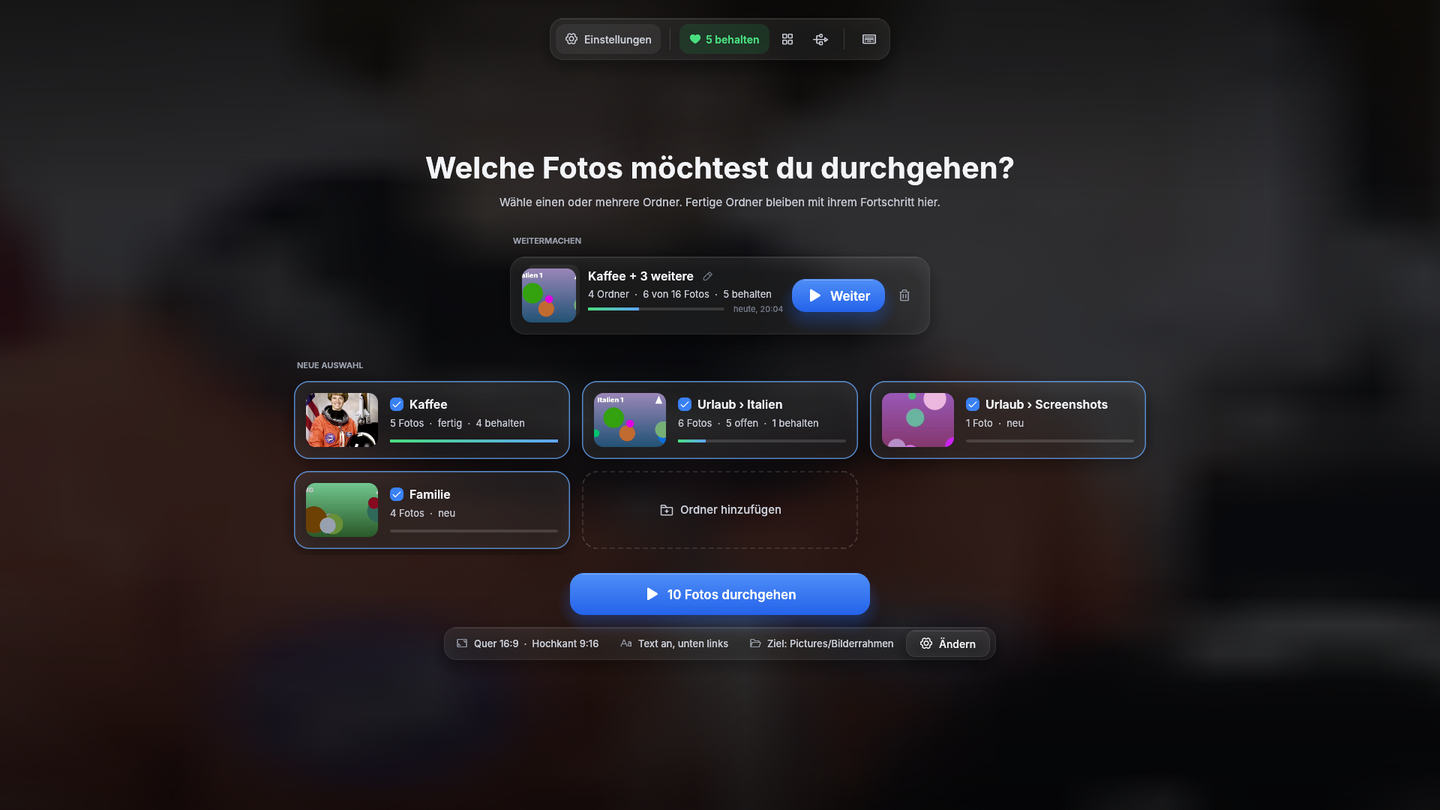 Einstellungen
5 behalten
Welche Fotos möchtest du durchgehen?
Wähle einen oder mehrere Ordner. Fertige Ordner bleiben mit ihrem Fortschritt hier.
WEITERMACHEN
alien 1
Kaffee + 3 weitere
4 Ordner · 6 von 16 Fotos · 5 behalten
heute, 20:04
Weiter
NEUE AUSWAHL
Kaffee
5 Fotos · fertig · 4 behalten
Italien 1
Urlaub › Italien
6 Fotos · 5 offen · 1 behalten
Urlaub › Screenshots
1 Foto · neu
Familie
4 Fotos · neu
Ordner hinzufügen
10 Fotos durchgehen
Quer 16:9 · Hochkant 9:16
Aa Text an, unten links
Ziel: Pictures/Bilderrahmen
Ändern